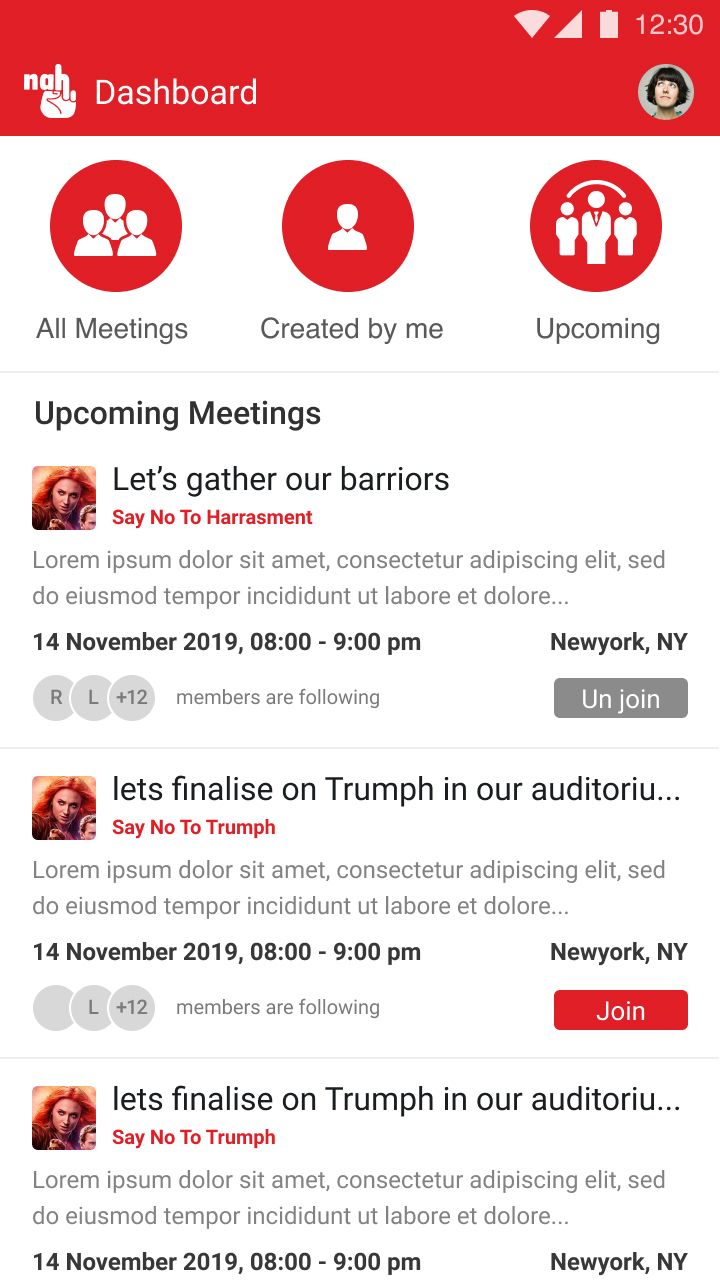 12:30
nah
Dashboard
All Meetings
Created by me
Upcoming
Upcoming Meetings
Let’s gather our barriors
Say No To Harrasment
Lorem ipsum dolor sit amet, consectetur adipiscing elit, sed
do eiusmod tempor incididunt ut labore et dolore...
14 November 2019, 08:00 - 9:00 pm
Newyork, NY
R L +12 members are following
Un join
lets finalise on Trumph in our auditoriu...
Say No To Trumph
Lorem ipsum dolor sit amet, consectetur adipiscing elit, sed
do eiusmod tempor incididunt ut labore et dolore...
14 November 2019, 08:00 - 9:00 pm
Newyork, NY
L +12 members are following
Join
lets finalise on Trumph in our auditoriu...
Say No To Trumph
Lorem ipsum dolor sit amet, consectetur adipiscing elit, sed
do eiusmod tempor incididunt ut labore et dolore...
14 November 2019, 08:00 - 9:00 pm
Newyork, NY